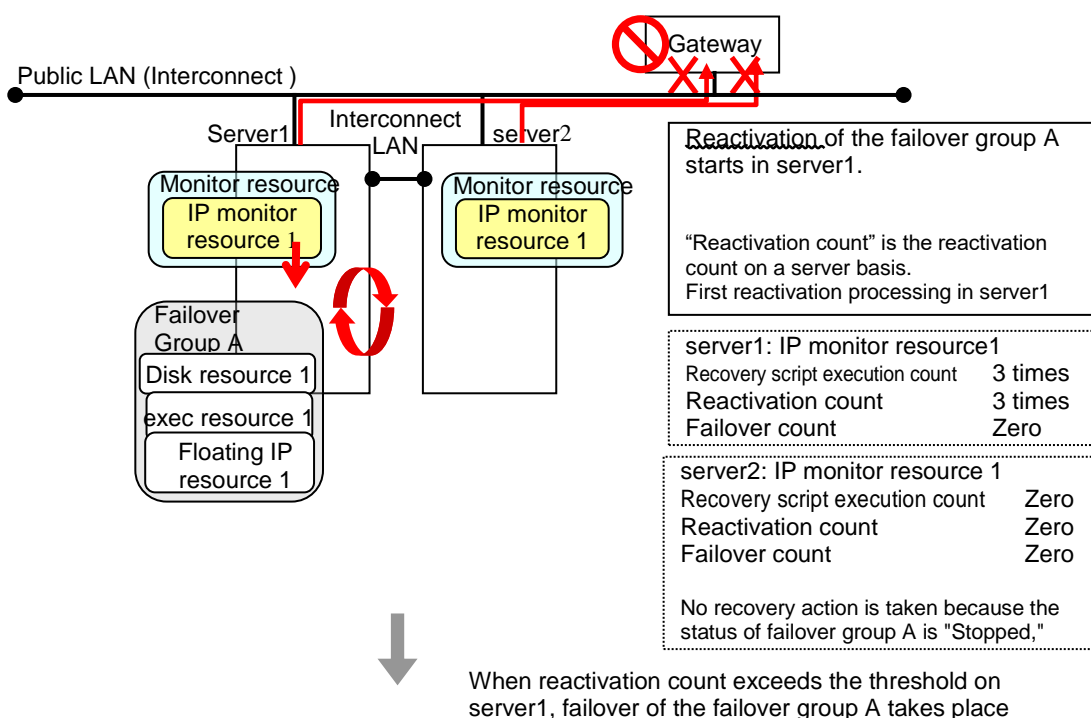 Gateway
Public LAN (Interconnect )
Server1
Interconnect
LAN
server2
Monitor resource
IP monitor
resource 1
Monitor resource
IP monitor
resource 1
Failover
Group A
Disk resource 1
exec resource 1
Floating IP
resource 1
Reactivation of the failover group A
starts in server1.
“Reactivation count” is the reactivation
count on a server basis.
First reactivation processing in server1
server1: IP monitor resource1
Recovery script execution count 3 times
Reactivation count 3 times
Failover count Zero
server2: IP monitor resource 1
Recovery script execution count Zero
Reactivation count Zero
Failover count Zero
No recovery action is taken because the
status of failover group A is "Stopped,"
When reactivation count exceeds the threshold on
server1, failover of the failover group A takes place